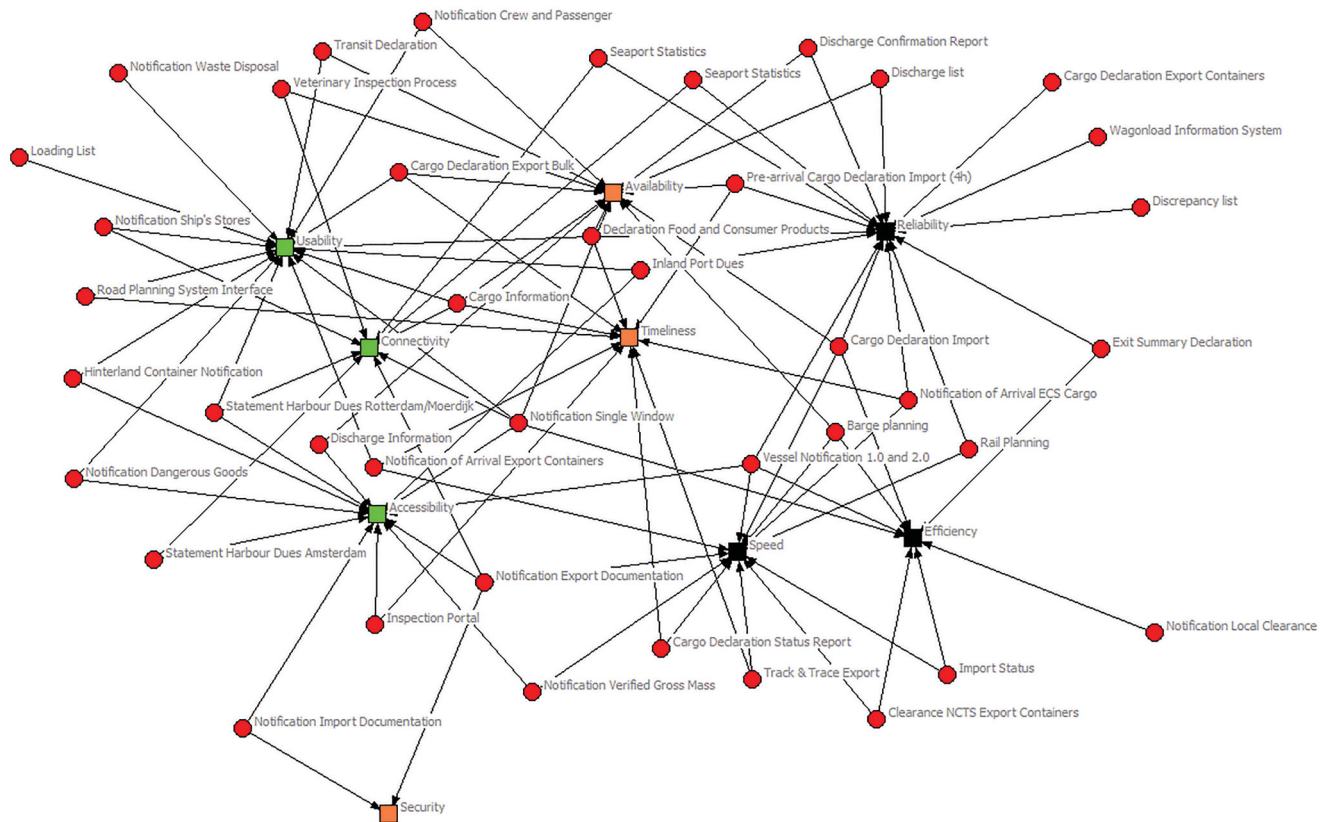 Notification Crew and Passenger
Transit Declaration
Discharge Confirmation Report
Seaport Statistics
Notification Waste Disposal
Seaport Statistics
Discharge list
Veterinary Inspection Process
Cargo Declaration Export Containers
Wagonload Information System
Loading List
Cargo Declaration Export Bulk
Pre-arrival Cargo Declaration Import (4h)
Availability
Discrepancy list
Notification Ship's Stores
Reliability
Declaration Food and Consumer Products
Usability
Inland Port Dues
Road Planning System Interface
Cargo Information
Timeliness
Connectivity
Cargo Declaration Import
Exit Summary Declaration
Hinterland Container Notification
Notification of Arrival ECS Cargo
Statement Harbour Dues Rotterdam/Moerdijk
Notification Single Window
Barge planning
Discharge Information
Rail Planning
Notification of Arrival Export Containers
Vessel Notification 1.0 and 2.0
Notification Dangerous Goods
Accessibility
Efficiency
Speed
Statement Harbour Dues Amsterdam
Notification Export Documentation
Inspection Portal
Notification Local Clearance
Cargo Declaration Status Report
Import Status
Track & Trace Export
Notification Verified Gross Mass
Clearance NCTS Export Containers
Notification Import Documentation
Security